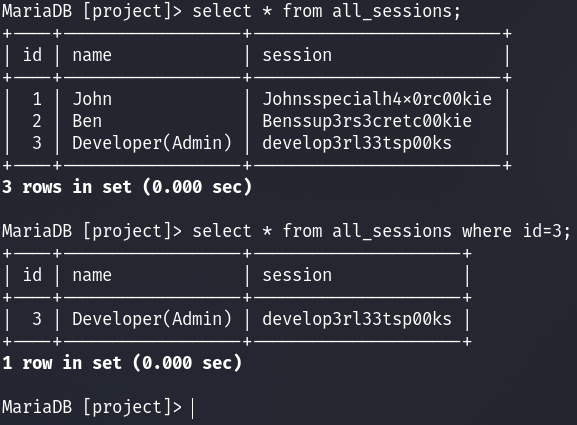 MariaDB [project]> select * from all_sessions;
+----+------------------+------------------------+
| id | name | session |
+----+------------------+------------------------+
| 1 | John | Johnsspecialh4×0rc00kie |
| 2 | Ben | Benssup3rs3cretc00kie |
| 3 | Developer(Admin) | develop3rl33tsp00ks |
+----+------------------+------------------------+
3 rows in set (0.000 sec)
MariaDB [project]> select * from all_sessions where id=3;
+----+------------------+---------------------+
| id | name | session |
+----+------------------+---------------------+
| 3 | Developer(Admin) | develop3rl33tsp00ks |
+----+------------------+---------------------+
1 row in set (0.000 sec)
MariaDB [project]>